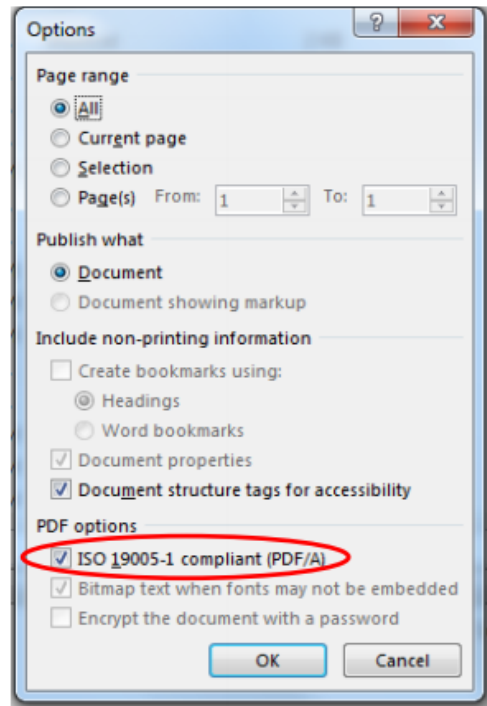 Options
Page range
All
Current page
Selection
Page(s) From: 1 To: 1
Publish what
Document
Document showing markup
Include non-printing information
Create bookmarks using:
Headings
Word bookmarks
Document properties
Document structure tags for accessibility
PDF options
ISO 19005-1 compliant (PDF/A)
Bitmap text when fonts may not be embedded
Encrypt the document with a password
OK Cancel